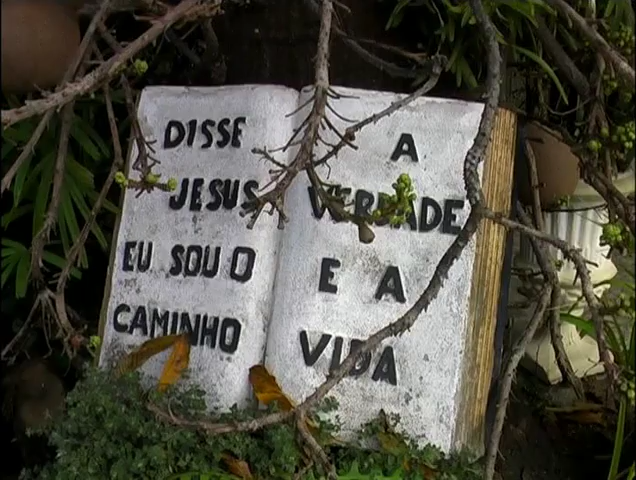 DISSE
JESUS
EU SOU O
CAMINHO
A
VERDADE
E A
VIDA